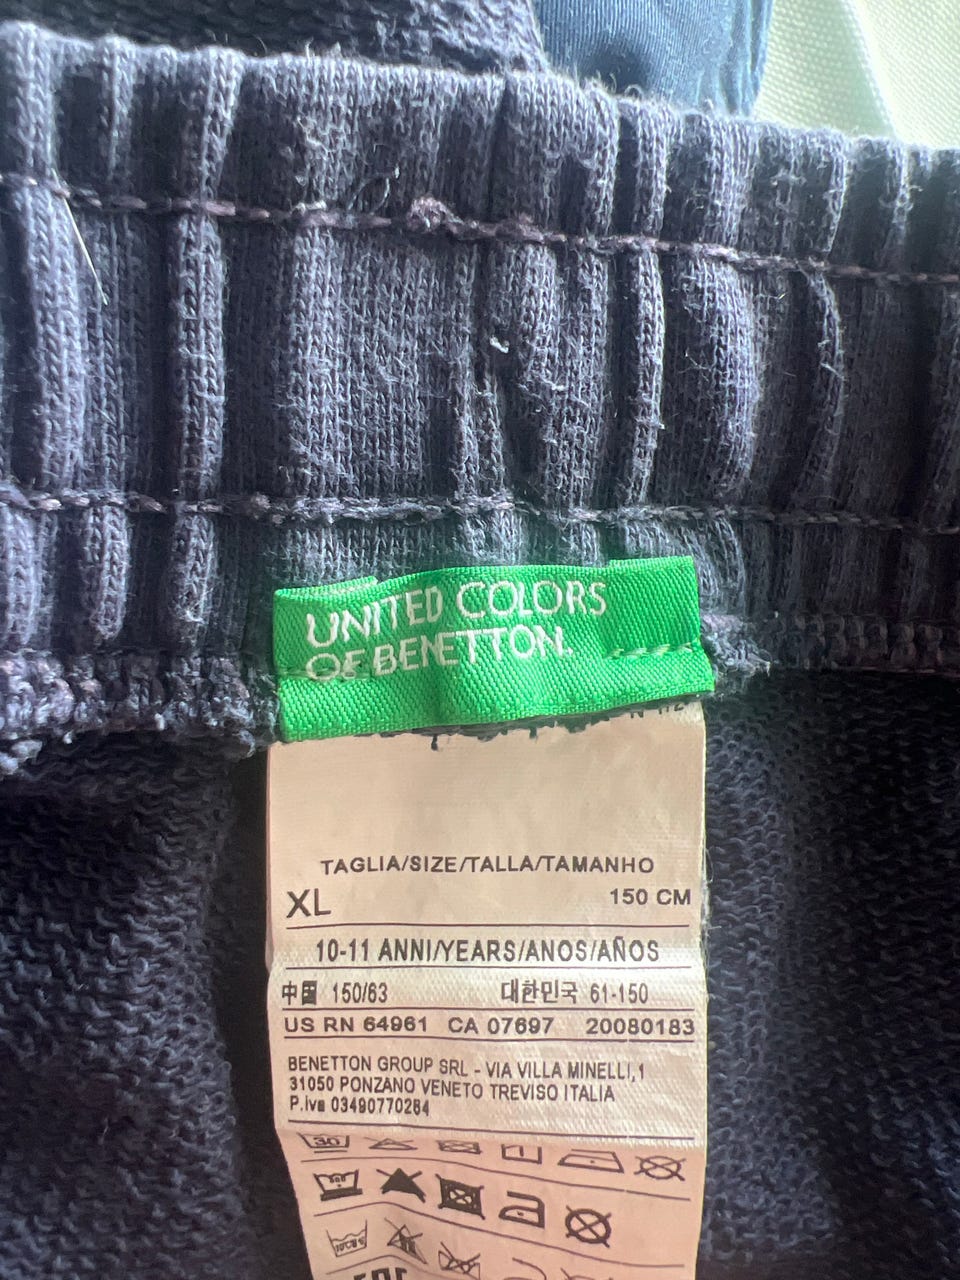 UNITED COLORS
OF BENETTON.
TAGLIA/SIZE/TALLA/TAMANHO
XL 150 CM
10-11 ANNI/YEARS/ANOS/AÑOS
中国 150/63 대한민국 61-150
US RN 64961 CA 07697 20080183
BENETTON GROUP SRL - VIA VILLA MINELLI,1
31050 PONZANO VENETO TREVISO ITALIA
P.iva 03490770264
30